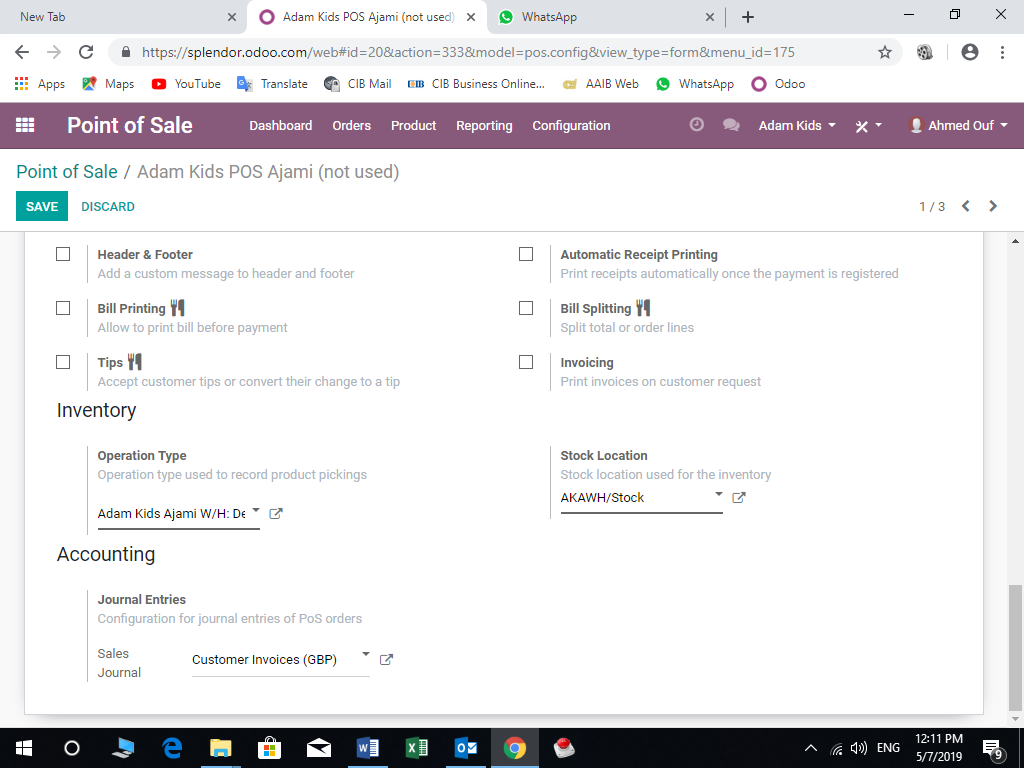 New Tab
Adam Kids POS Ajami (not used)
WhatsApp
https://splendor.odoo.com/web#id=20&action=333&model=pos.config&view_type=form&menu_id=175
Apps Maps YouTube Translate CIB Mail CIB Business Online... AAIB Web WhatsApp Odoo
Point of Sale Dashboard Orders Product Reporting Configuration Adam Kids Ahmed Ouf
Point of Sale / Adam Kids POS Ajami (not used)
SAVE DISCARD 1 / 3
Header & Footer
Add a custom message to header and footer
Automatic Receipt Printing
Print receipts automatically once the payment is registered
Bill Printing
Allow to print bill before payment
Bill Splitting
Split total or order lines
Tips
Accept customer tips or convert their change to a tip
Invoicing
Print invoices on customer request
Inventory
Operation Type
Operation type used to record product pickings
Adam Kids Ajami W/H: De
Stock Location
Stock location used for the inventory
AKAWH/Stock
Accounting
Journal Entries
Configuration for journal entries of PoS orders
Sales
Journal
Customer Invoices (GBP)
ENG
12:11 PM
5/7/2019
9